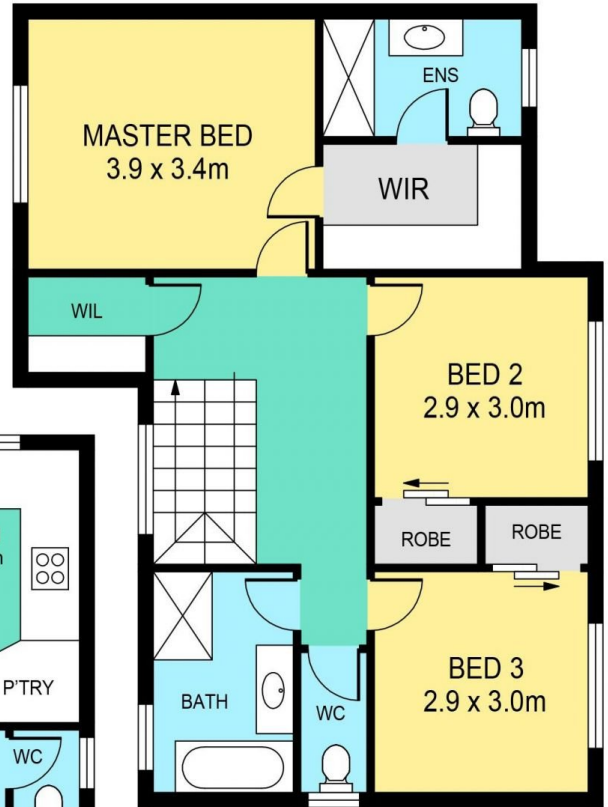 ENS
MASTER BED
3.9 x 3.4m
WIR
WIL
BED 2
2.9 x 3.0m
ROBE
ROBE
P'TRY
BED 3
2.9 x 3.0m
BATH
WC
WC